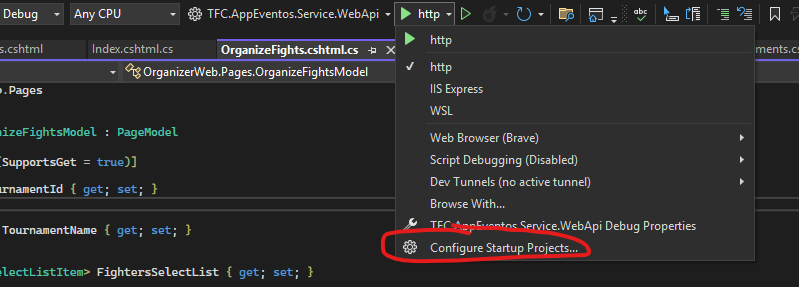 Debug Any CPU TFC.AppEventos.Service.WebApi http
s.cshtml Index.cshtml.cs OrganizeFights.cshtml.cs ments.cs
OrganizerWeb.Pages.OrganizeFightsModel
o.Pages
nizeFightsModel : PageModel
(SupportsGet = true)]
urnamentId { get; set; }
TournamentName { get; set; }
electListItem> FightersSelectList { get; set; }
http
http
IIS Express
WSL
Web Browser (Brave)
Script Debugging (Disabled)
Dev Tunnels (no active tunnel)
Browse With...
TFC.AppEventos.Service.WebApi Debug Properties
Configure Startup Projects...